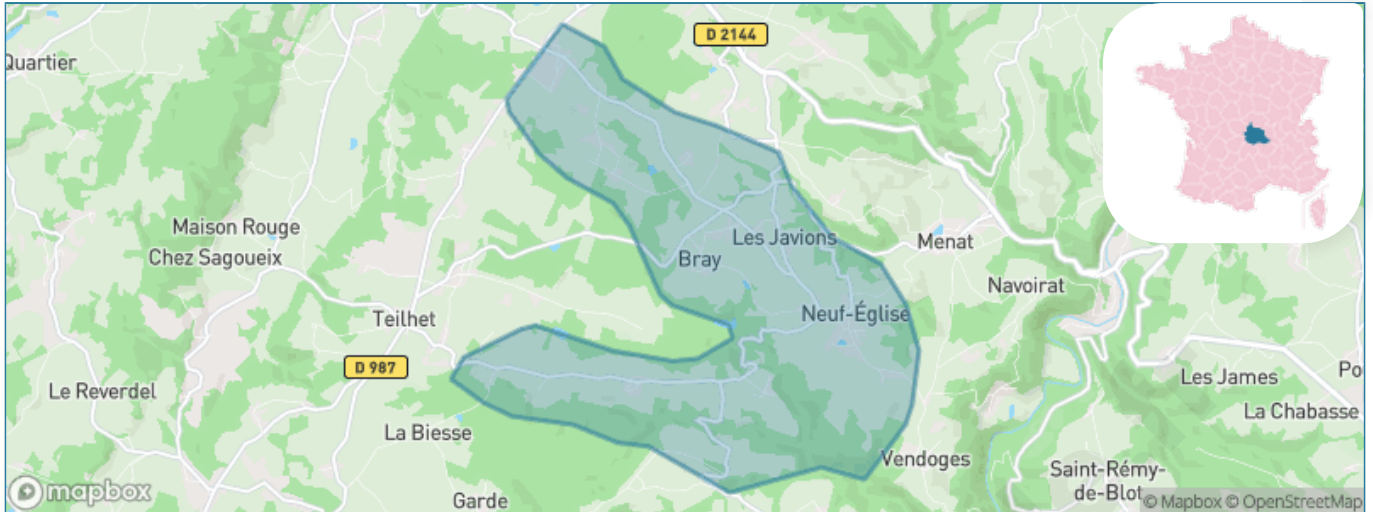 D 2144
Quartier
Maison Rouge
Les Javions
Menat
Chez Sagoueix
Bray
Navoirat
Teilhet
Neuf-Église
D 987
Le Reverdel
Les James
Po
La Chabasse
La Biesse
Vendoges
Saint-Rémy-
de-Blot
mapbox
Garde
© Mapbox © OpenStreetMap